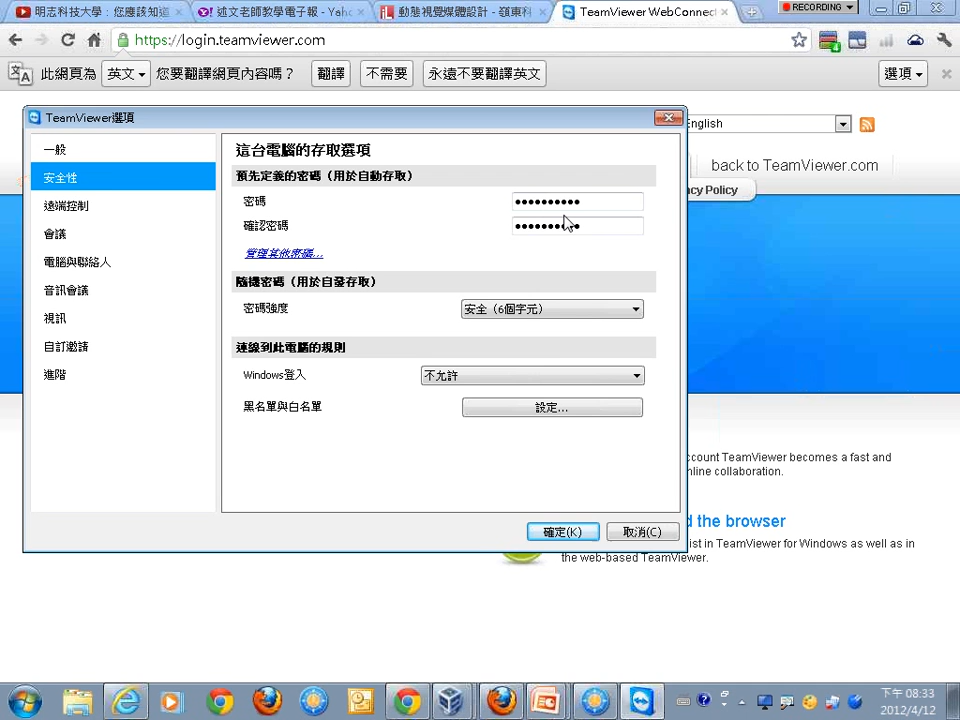 明志科技大學：您應該知道
述文老師教學電子報 - Yaho
動態視覺媒體設計 - 嶺東科
TeamViewer WebConnect
RECORDING
https://login.teamviewer.com
此網頁為 英文 您要翻譯網頁內容嗎？ 翻譯 不需要 永遠不要翻譯英文 選項
English
back to TeamViewer.com
cy Policy
TeamViewer選項
一般
安全性
遠端控制
會議
電腦與聯絡人
音訊會議
視訊
自訂邀請
進階
這台電腦的存取選項
預先定義的密碼（用於自動存取）
密碼 ••••••••••
確認密碼 ••••••••••
管理其他密碼...
隨機密碼（用於自發存取）
密碼強度 安全（6個字元）
連線到此電腦的規則
Windows登入 不允許
黑名單與白名單 設定...
確定(K) 取消(C)
ccount TeamViewer becomes a fast and
nline collaboration.
d the browser
ist in TeamViewer for Windows as well as in
the web-based TeamViewer.
下午 08:33
2012/4/12